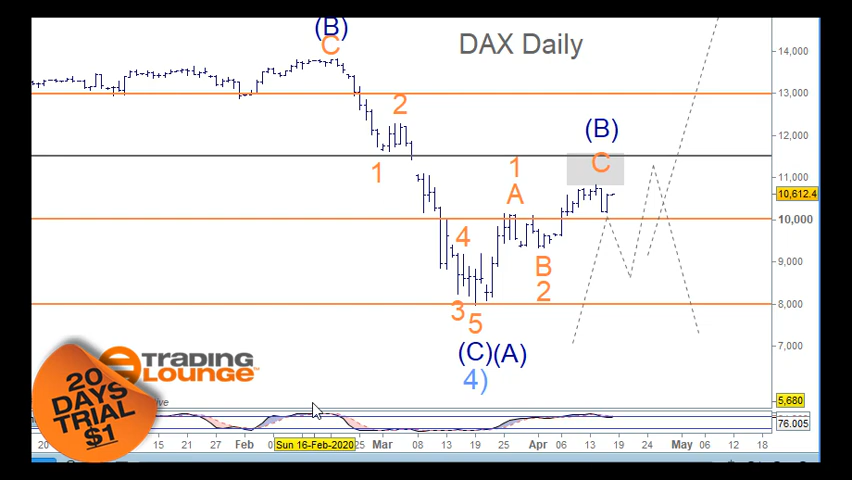 (B)
C
DAX Daily
14,000
13,000
2
12,000
(B)
1
1
C
11,000
A
10,612.4
10,000
4
9,000
B
2
8,000
3
5
(C)
(A)
7,000
4)
TRADING
LOUNGE
20
DAYS
TRIAL
$1
5,680
76.005
20
Feb
Sun 16-Feb-2020
Mar
08
13
19
25
Apr
06
13
19
24
May
06
12
18